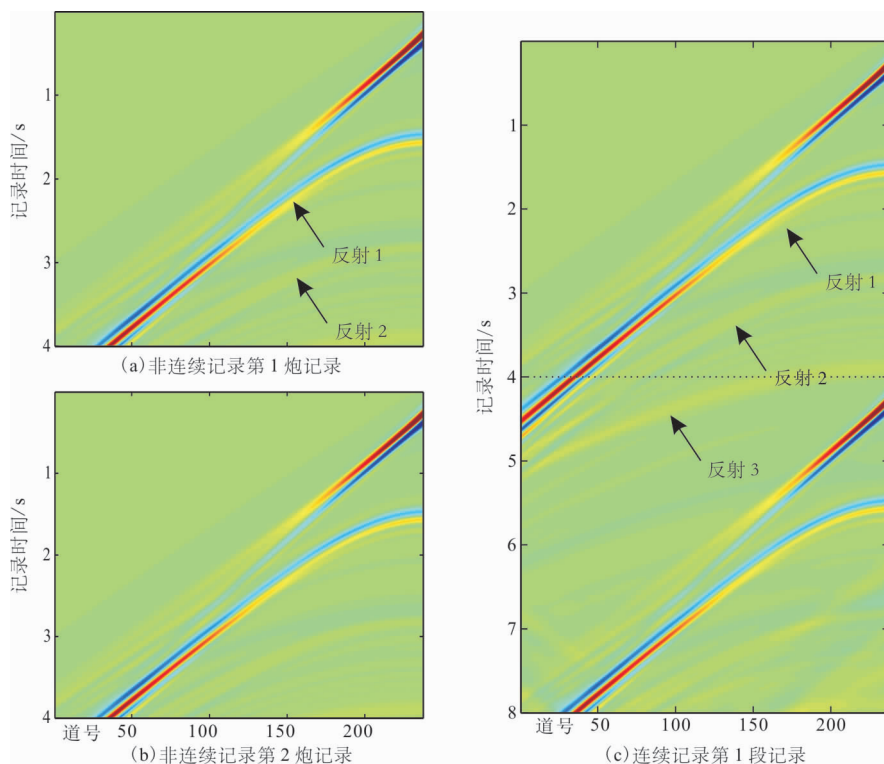 记录时间/s
1
2
3
4
反射1
反射2
(a)非连续记录第1炮记录
记录时间/s
1
2
3
4
道号
50
100
150
200
(b)非连续记录第2炮记录
记录时间/s
1
2
3
4
5
6
7
8
反射1
反射2
反射3
道号
50
100
150
200
(c)连续记录第1段记录